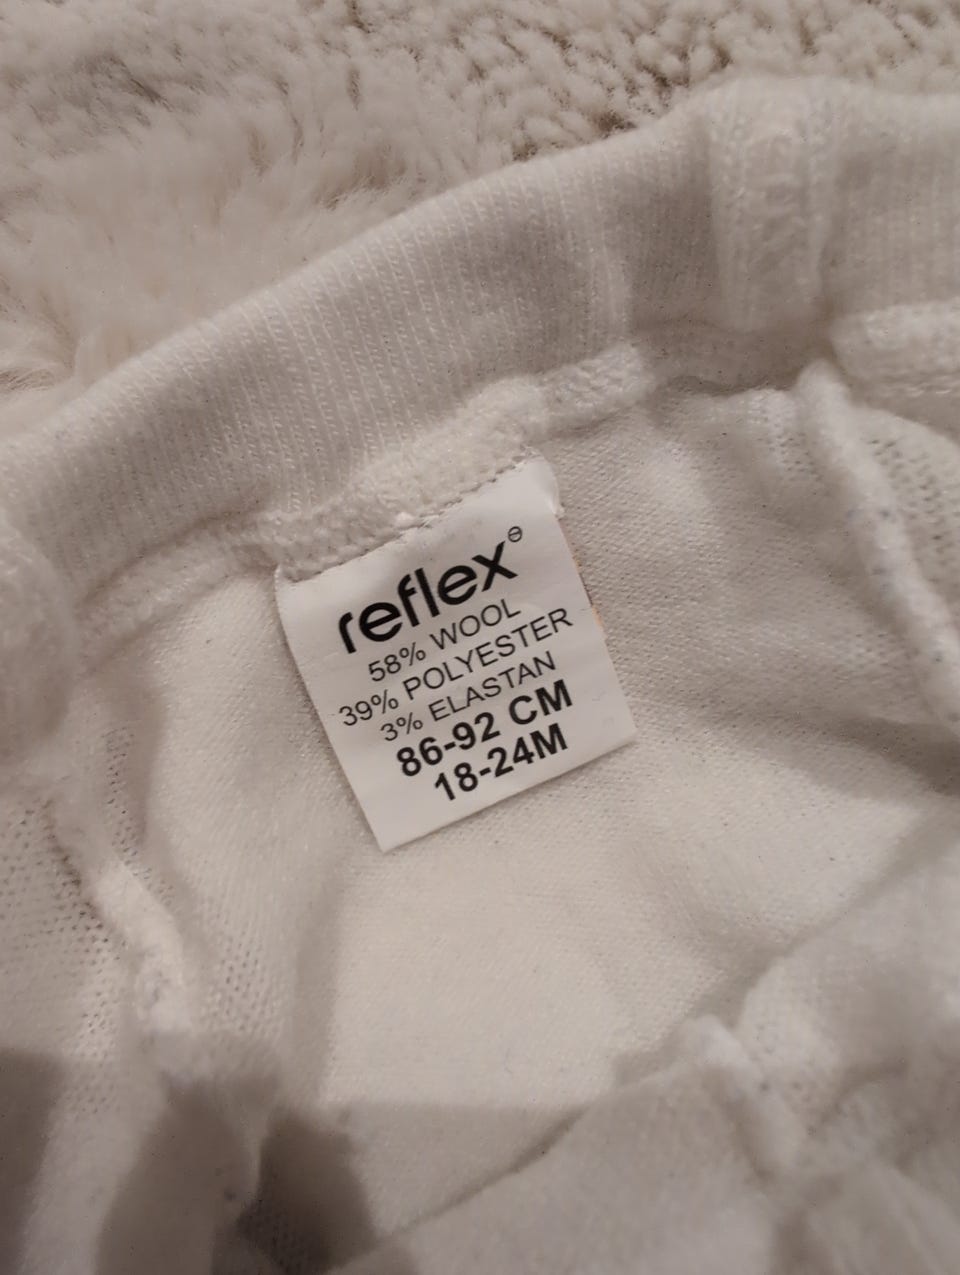 reflex
58% WOOL
39% POLYESTER
3% ELASTAN
86-92 CM
18-24M